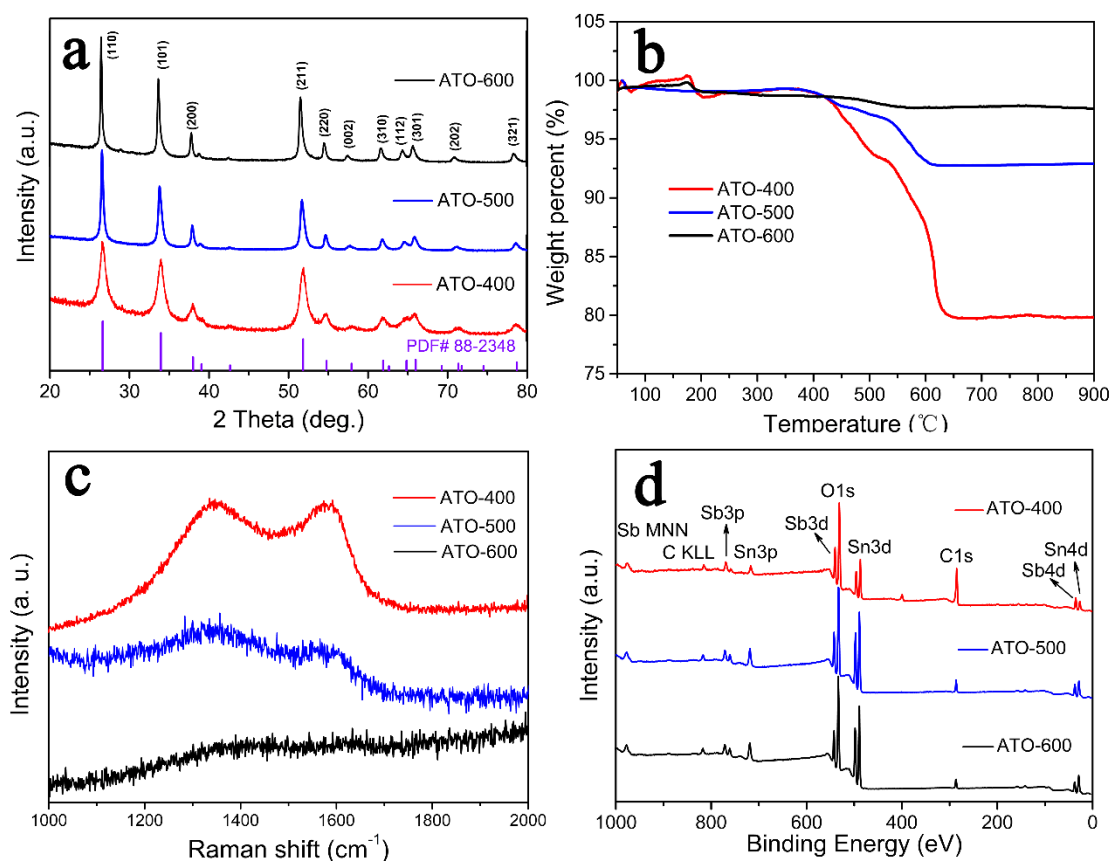 a
(110)
(101)
(200)
(211)
(220)
(002)
(310)
(112)
(301)
(202)
(321)
ATO-600
ATO-500
ATO-400
PDF# 88-2348
Intensity (a.u.)
20 30 40 50 60 70 80
2 Theta (deg.)
b
105
100
95
90
85
80
75
Weight percent (%)
ATO-400
ATO-500
ATO-600
100 200 300 400 500 600 700 800 900
Temperature (℃)
c
ATO-400
ATO-500
ATO-600
Intensity (a. u.)
1000 1200 1400 1600 1800 2000
Raman shift (cm⁻¹)
d
O1s
ATO-400
Sb3p
Sb3d
Sb MNN
C KLL
Sn3p
Sn3d
C1s
Sn4d
Sb4d
ATO-500
ATO-600
Intensity (a.u.)
1000 800 600 400 200 0
Binding Energy (eV)